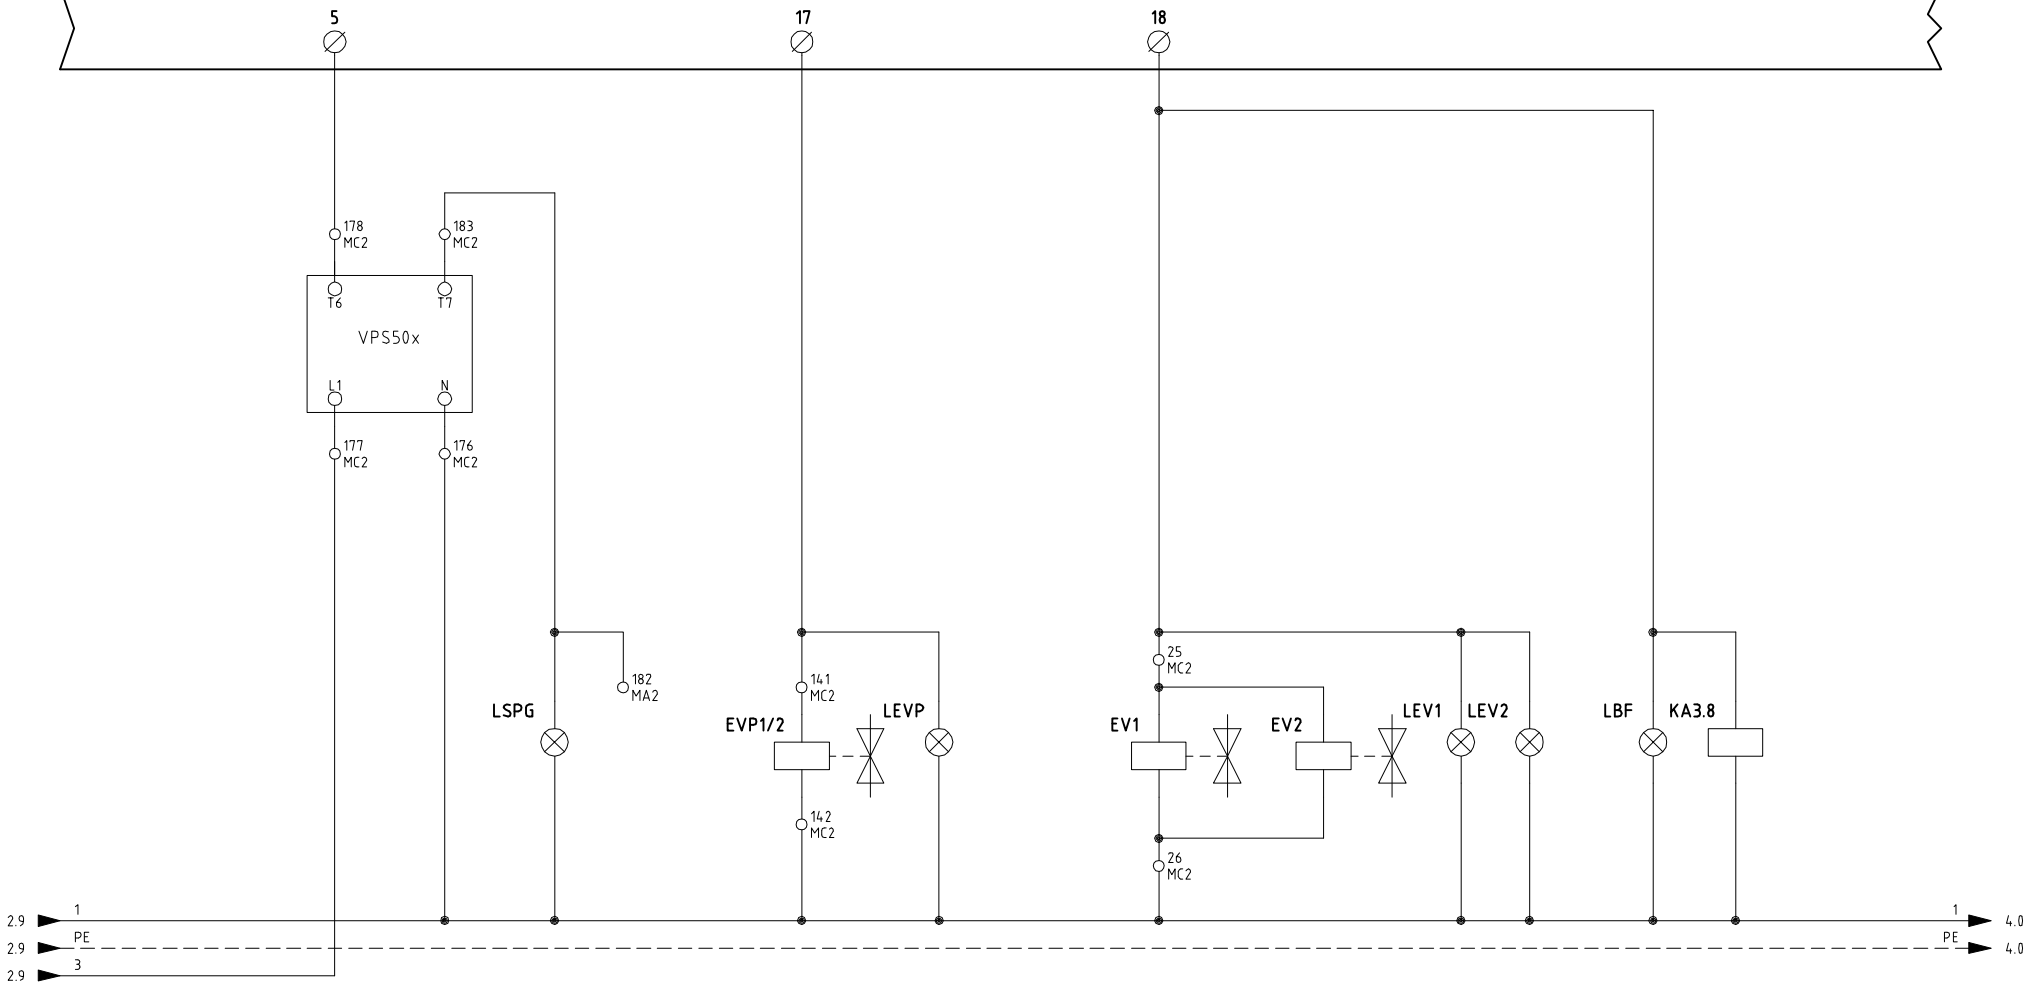 5
17
18
178
MC2
183
MC2
T6
T7
VPS50x
L1
N
177
MC2
176
MC2
25
MC2
182
MA2
141
MC2
LSPG
EVP1/2
LEVP
EV1
EV2
LEV1
LEV2
LBF
KA3.8
142
MC2
26
MC2
1
1
2.9
4.0
PE
PE
2.9
4.0
3
2.9